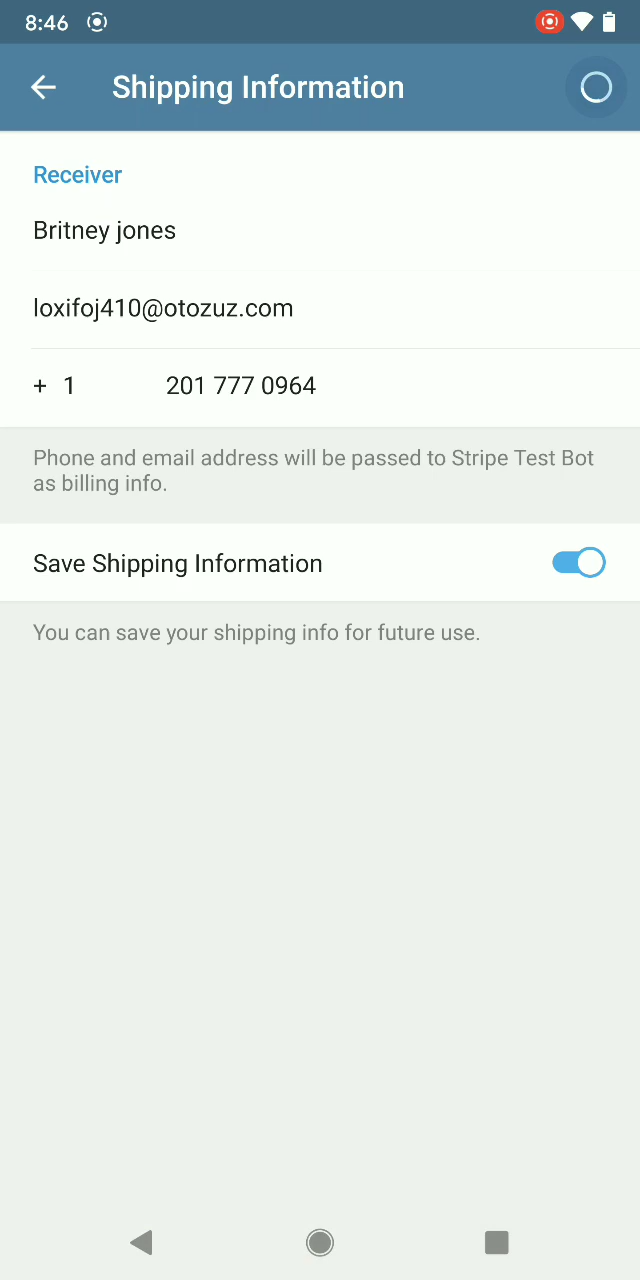 8:46
Shipping Information
Receiver
Britney jones
loxifoj410@otozuz.com
+ 1 201 777 0964
Phone and email address will be passed to Stripe Test Bot
as billing info.
Save Shipping Information
You can save your shipping info for future use.